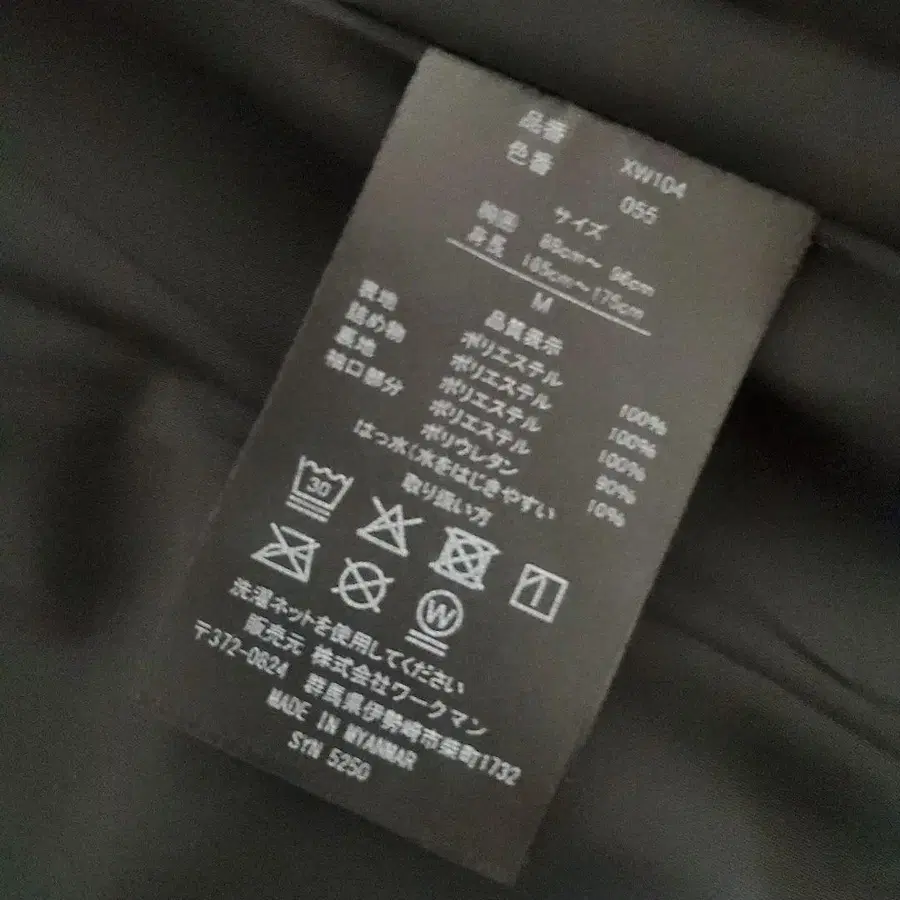 品番 XW104
色番 055
サイズ
胸囲 88cm～ 96cm
身長 165cm～175cm
M
品質表示
表地 ポリエステル 100%
詰め物 ポリエステル 100%
裏地 ポリエステル 100%
袖口部分 ポリエステル 90%
ポリウレタン 10%
はっ水(水をはじきやすい
取り扱い方
30
W
洗濯ネットを使用してください
販売元 株式会社ワークマン
〒372-0824 群馬県伊勢崎市柴町1732
MADE IN MYANMAR
SYN 5250